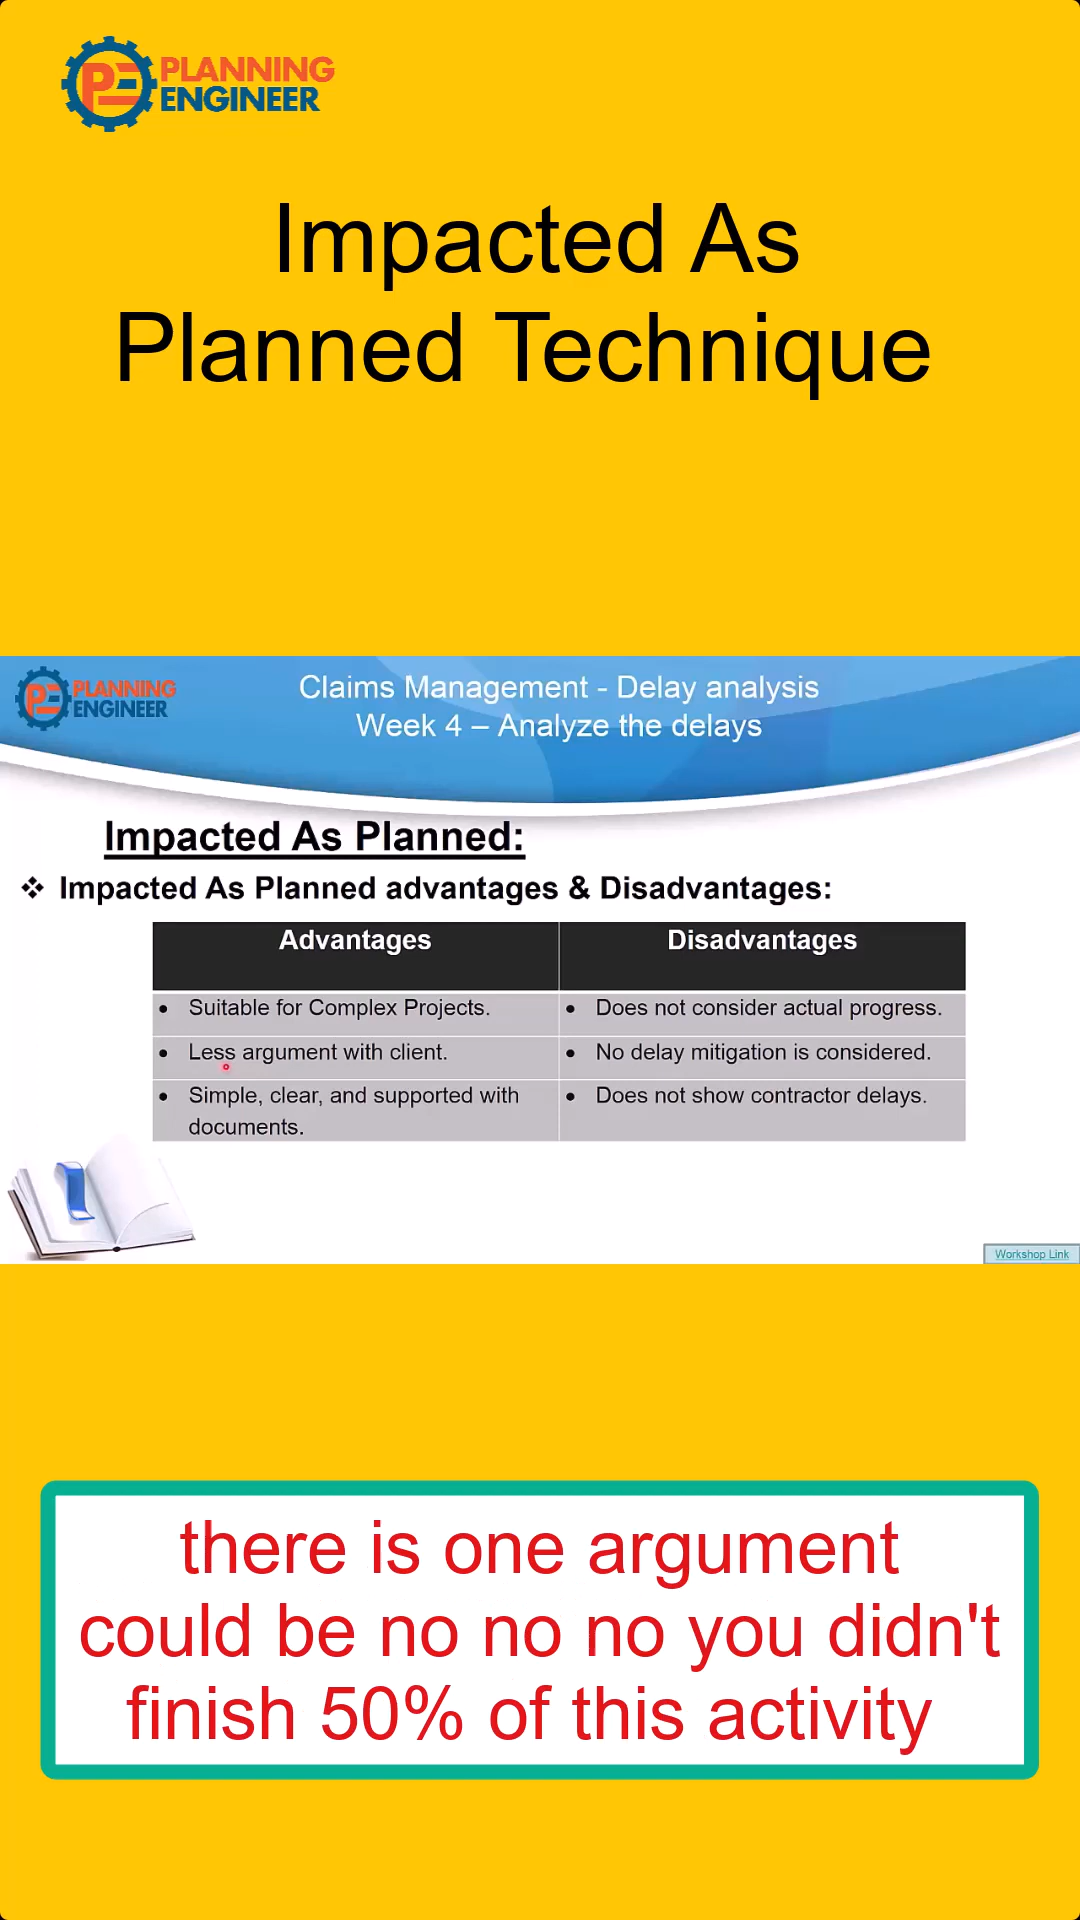 PLANNING
ENGINEER
Impacted As
Planned Technique
PLANNING
ENGINEER
Claims Management - Delay analysis
Week 4 – Analyze the delays
Impacted As Planned:
❖ Impacted As Planned advantages & Disadvantages:
Advantages
Disadvantages
• Suitable for Complex Projects.
• Does not consider actual progress.
• Less argument with client.
• No delay mitigation is considered.
• Simple, clear, and supported with
documents.
• Does not show contractor delays.
Workshop Link
there is one argument
could be no no no you didn't
finish 50% of this activity